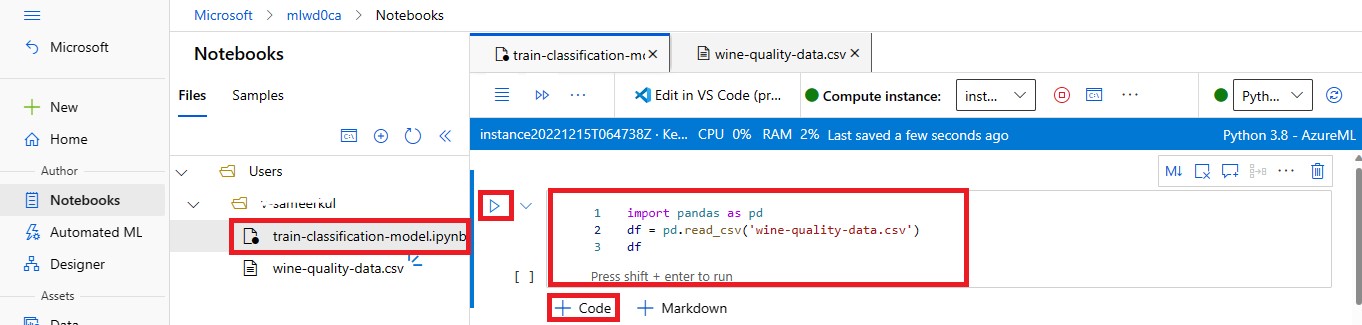 Microsoft
New
Home
Author
Notebooks
Automated ML
Designer
Assets
Data
Microsoft > mlwd0ca > Notebooks
Notebooks
Files Samples
Users
train-classification-model.ipynb
wine-quality-data.csv
train-classification-mo wine-quality-data.csv
Edit in VS Code (pr... Compute instance: inst... Pyth...
instance20221215T064738Z · Ke... CPU 0% RAM 2% Last saved a few seconds ago Python 3.8 - AzureML
M↓
1 import pandas as pd
2 df = pd.read_csv('wine-quality-data.csv')
3 df
[ ] Press shift + enter to run
+ Code + Markdown